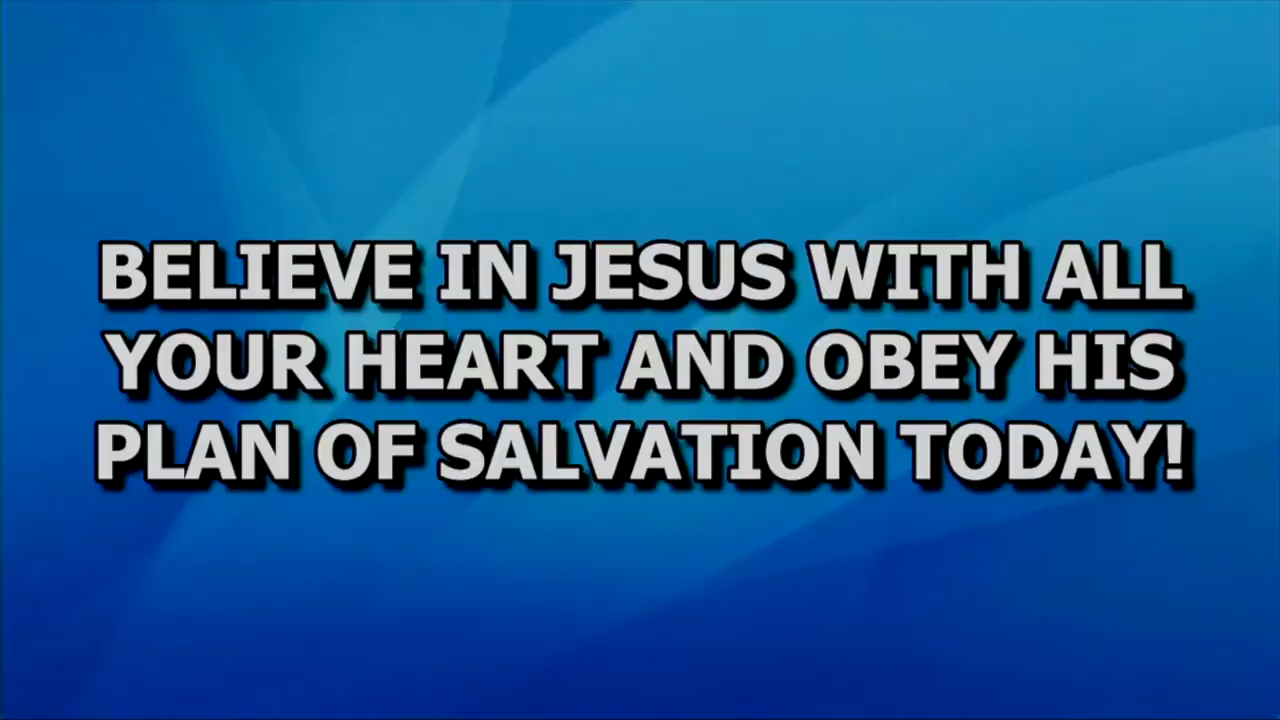 BELIEVE IN JESUS WITH ALL
YOUR HEART AND OBEY HIS
PLAN OF SALVATION TODAY!